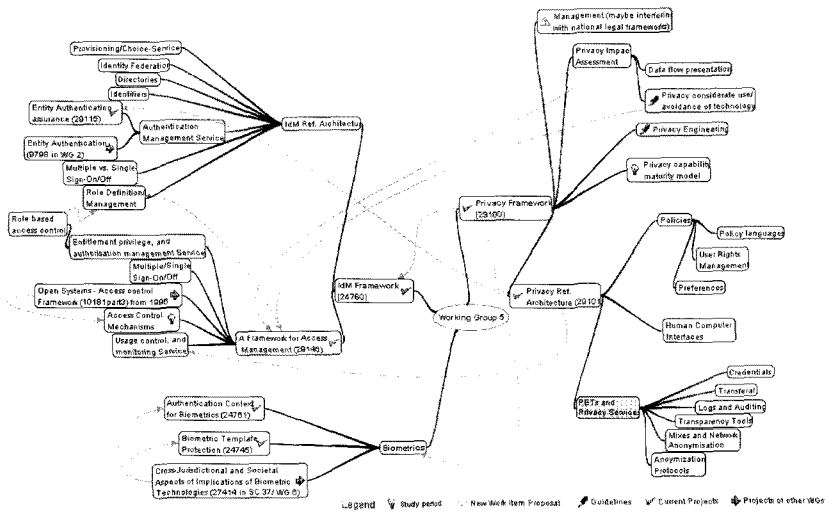 Management (maybe interferin
with national legal frameworks)
Provisioning/Choice-Service
Identity Federation
Directories
Identifiers
Entity Authentication
assurance (29115)
Authentication
Management Service
Entity Authentication
(9798 in WG 2)
Multiple vs. Single
Sign-On/Off
Role Definition
Management
IdM Ref. Architectu
Privacy Impac
Assessment
Data flow presentation
Privacy considerate use/
avoidance of technology
Privacy Engineering
Privacy capability
maturity model
Privacy Framework
(29100)
Role based
access control
Entitlement privilege, and
authorisation management Service
Multiple/Single
Sign-On/Off
Open Systems - Access control
Framework (10181part3) from 1996
Access Control
Mechanisms
Usage control, and
monitoring Service
A Framework for Access
Management (29146)
IdM Framework
(24760)
Working Group 5
Privacy Ref.
Architecture (29101
Policies
Policy languages
User Rights
Management
Preferences
Human Computer
Interfaces
PETs and
Privacy Services
Credentials
Transferal
Logs and Auditing
Transparency Tools
Mixes and Network
Anonymisation
Anonymization
Protocols
Authentication Context
for Biometrics (24761)
Biometric Template
Protection (24745)
Cross-Jurisdictional and Societal
Aspects of Implications of Biometric
Technologies (27414 in SC 37/ WG 6)
Biometrics
Legend Study period New Work Item Proposal Guidelines Current Projects Projects of other WGs